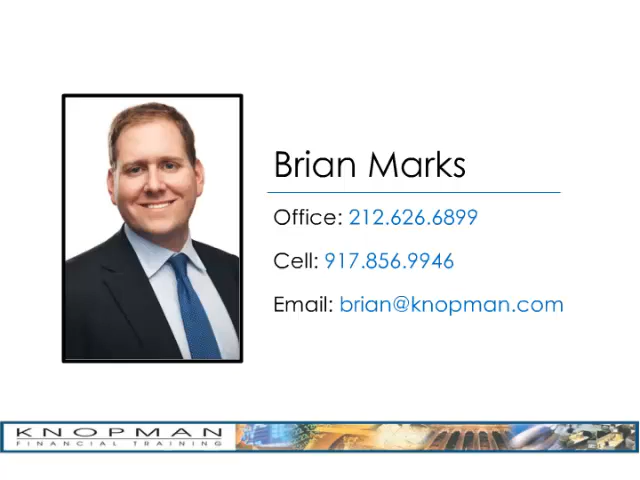 Brian Marks
Office: 212.626.6899
Cell: 917.856.9946
Email: brian@knopman.com
KNOPMAN
FINANCIAL TRAINING